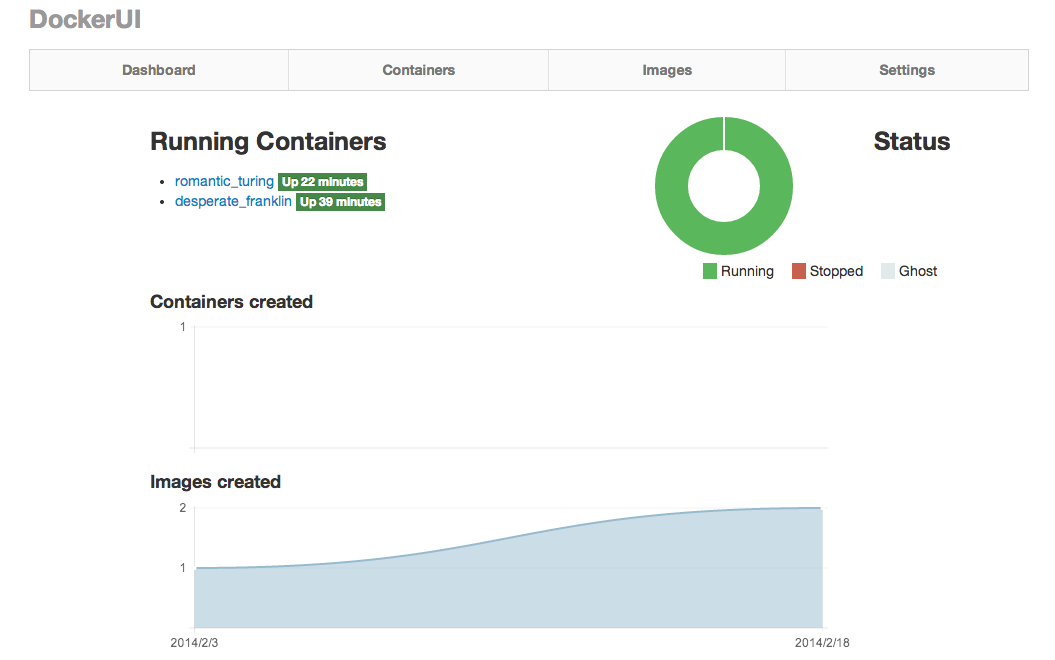 DockerUI
Dashboard Containers Images Settings
Running Containers
romantic_turing Up 22 minutes
desperate_franklin Up 39 minutes
Status
Running Stopped Ghost
Containers created
1
Images created
2
1
2014/2/3 2014/2/18